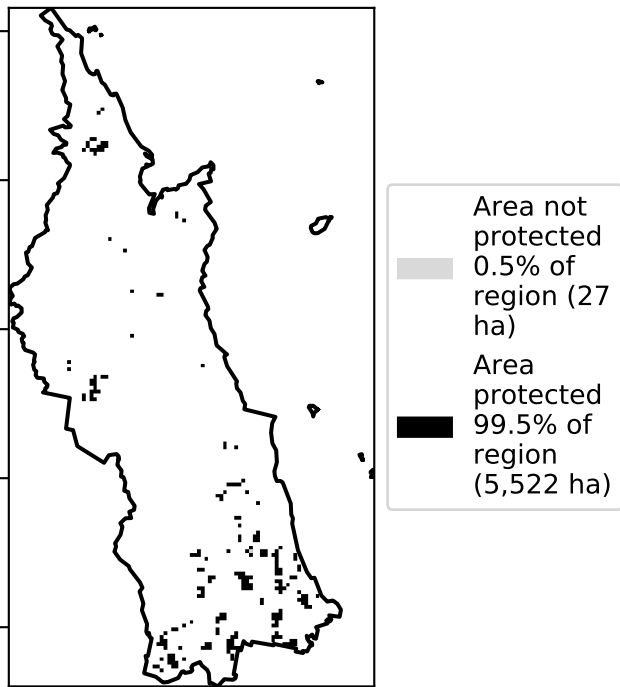 Area not
protected
0.5% of
region (27
ha)
Area
protected
99.5% of
region
(5,522 ha)